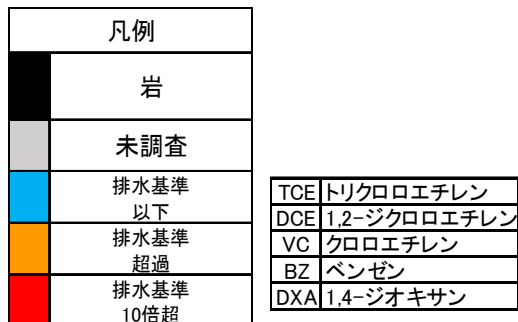 凡例
岩
未調査
排水基準
以下
排水基準
超過
排水基準
10倍超
TCE トリクロロエチレン
DCE 1,2-ジクロロエチレン
VC クロロエチレン
BZ ベンゼン
DXA 1,4-ジオキサン